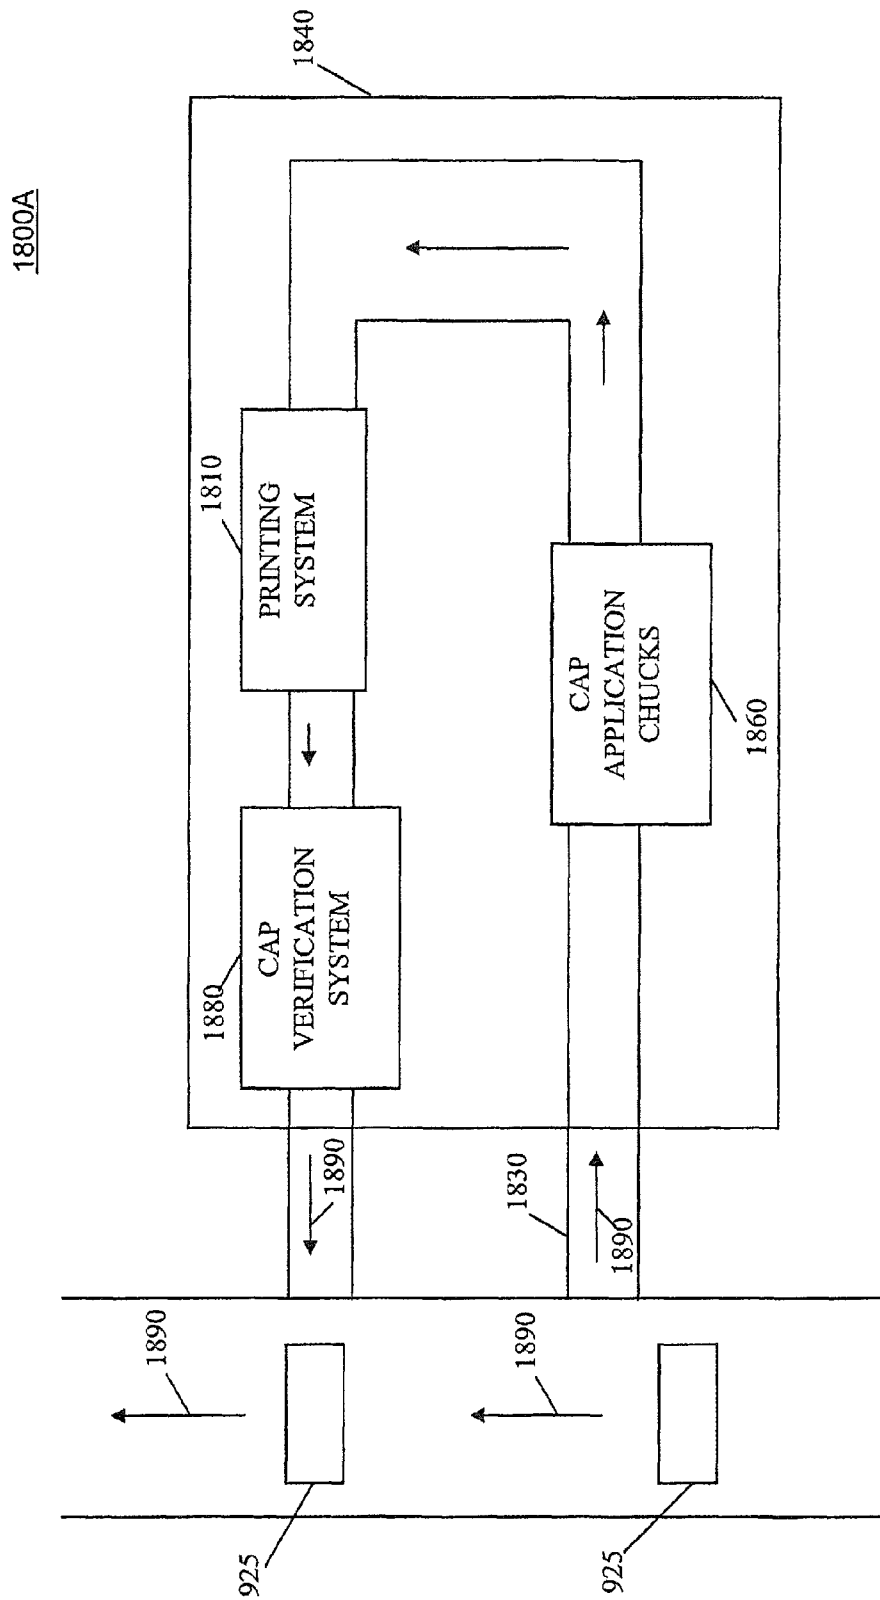 1800A
1840
1810
PRINTING
SYSTEM
1880
CAP
VERIFICATION
SYSTEM
CAP
APPLICATION
CHUCKS
1860
1890
1830
1890
1890
1890
925
925